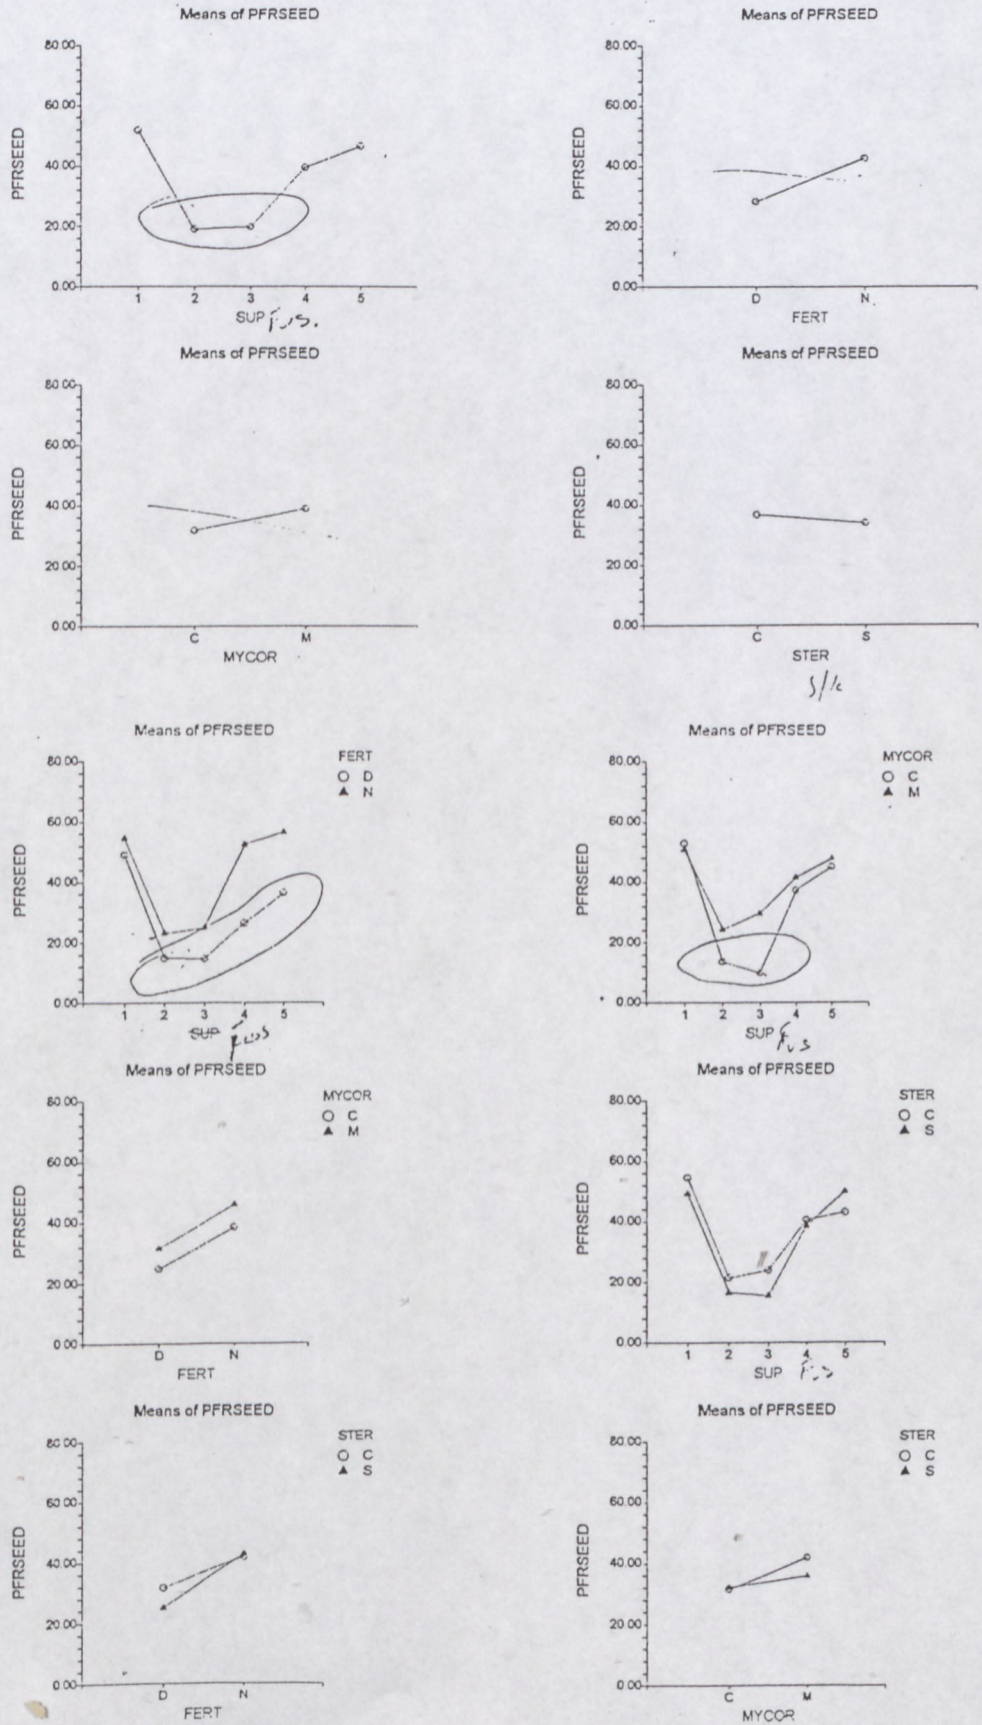 Means of PFRSEED
80.00
60.00
40.00
20.00
0.00
PFRSEED
1 2 3 4 5
SUP Fus.
Means of PFRSEED
80.00
60.00
40.00
20.00
0.00
PFRSEED
D N
FERT
Means of PFRSEED
80.00
60.00
40.00
20.00
0.00
PFRSEED
C M
MYCOR
Means of PFRSEED
80.00
60.00
40.00
20.00
0.00
PFRSEED
C S
STER
Means of PFRSEED
FERT
D
N
80.00
60.00
40.00
20.00
0.00
PFRSEED
1 2 3 4 5
SUP Fus
Means of PFRSEED
MYCOR
C
M
80.00
60.00
40.00
20.00
0.00
PFRSEED
1 2 3 4 5
SUP Fus
Means of PFRSEED
MYCOR
C
M
80.00
60.00
40.00
20.00
0.00
PFRSEED
D N
FERT
Means of PFRSEED
STER
C
S
80.00
60.00
40.00
20.00
0.00
PFRSEED
1 2 3 4 5
SUP Fus
Means of PFRSEED
STER
C
S
80.00
60.00
40.00
20.00
0.00
PFRSEED
D N
FERT
Means of PFRSEED
STER
C
S
80.00
60.00
40.00
20.00
0.00
PFRSEED
C M
MYCOR